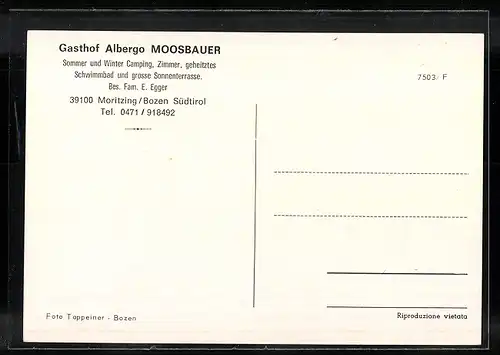 Gasthof Albergo MOOSBAUER
Sommer und Winter Camping, Zimmer, geheitztes
Schwimmbad und grosse Sonnenterrasse.
Bes. Fam. E. Egger
39100 Moritzing/Bozen Südtirol
Tel. 0471/918492
7503. F
Foto Tappeiner - Bozen
Riproduzione vietata